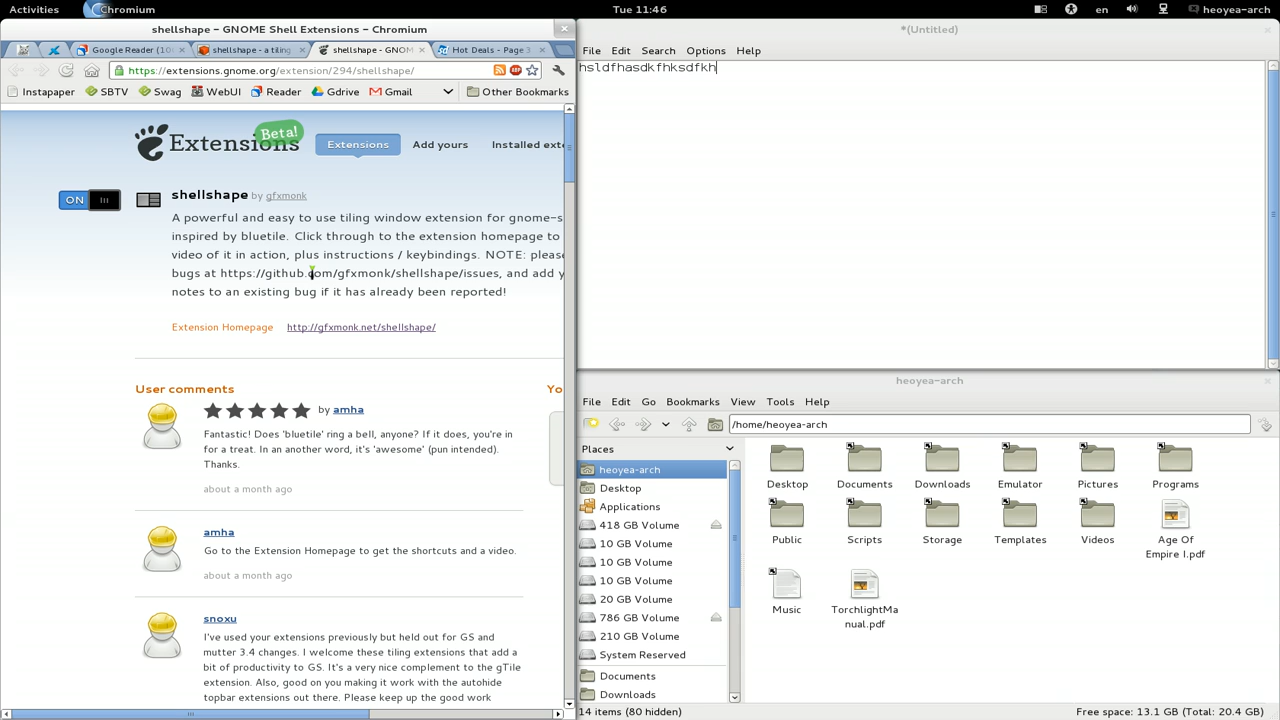 Activities
Chromium
Tue 11:46
en
heoyea-arch
shellshape - GNOME Shell Extensions - Chromium
Google Reader (10
shellshape - a tiling
shellshape - GNOM
Hot Deals - Page 3
https://extensions.gnome.org/extension/294/shellshape/
Instapaper
SBTV
Swag
WebUI
Reader
Gdrive
Gmail
Other Bookmarks
Extensions
Beta!
Extensions
Add yours
Installed exte
ON
shellshape by gfxmonk
A powerful and easy to use tiling window extension for gnome-s
inspired by bluetile. Click through to the extension homepage to
video of it in action, plus instructions / keybindings. NOTE: please
bugs at https://github.com/gfxmonk/shellshape/issues, and add y
notes to an existing bug if it has already been reported!
Extension Homepage http://gfxmonk.net/shellshape/
User comments
Yo
by amha
Fantastic! Does 'bluetile' ring a bell, anyone? If it does, you're in
for a treat. In an another word, it's 'awesome' (pun intended).
Thanks.
about a month ago
amha
Go to the Extension Homepage to get the shortcuts and a video.
about a month ago
snoxu
I've used your extensions previously but held out for GS and
mutter 3.4 changes. I welcome these tiling extensions that add a
bit of productivity to GS. It's a very nice complement to the gTile
extension. Also, good on you making it work with the autohide
topbar extensions out there. Please keep up the good work
*(Untitled)
File Edit Search Options Help
hsldfhasdkfhksdfkh
heoyea-arch
File Edit Go Bookmarks View Tools Help
/home/heoyea-arch
Places
heoyea-arch
Desktop
Applications
418 GB Volume
10 GB Volume
10 GB Volume
10 GB Volume
20 GB Volume
786 GB Volume
210 GB Volume
System Reserved
Documents
Downloads
Desktop
Documents
Downloads
Emulator
Pictures
Programs
Public
Scripts
Storage
Templates
Videos
Age Of
Empire I.pdf
Music
TorchlightMa
nual.pdf
14 items (80 hidden)
Free space: 13.1 GB (Total: 20.4 GB)